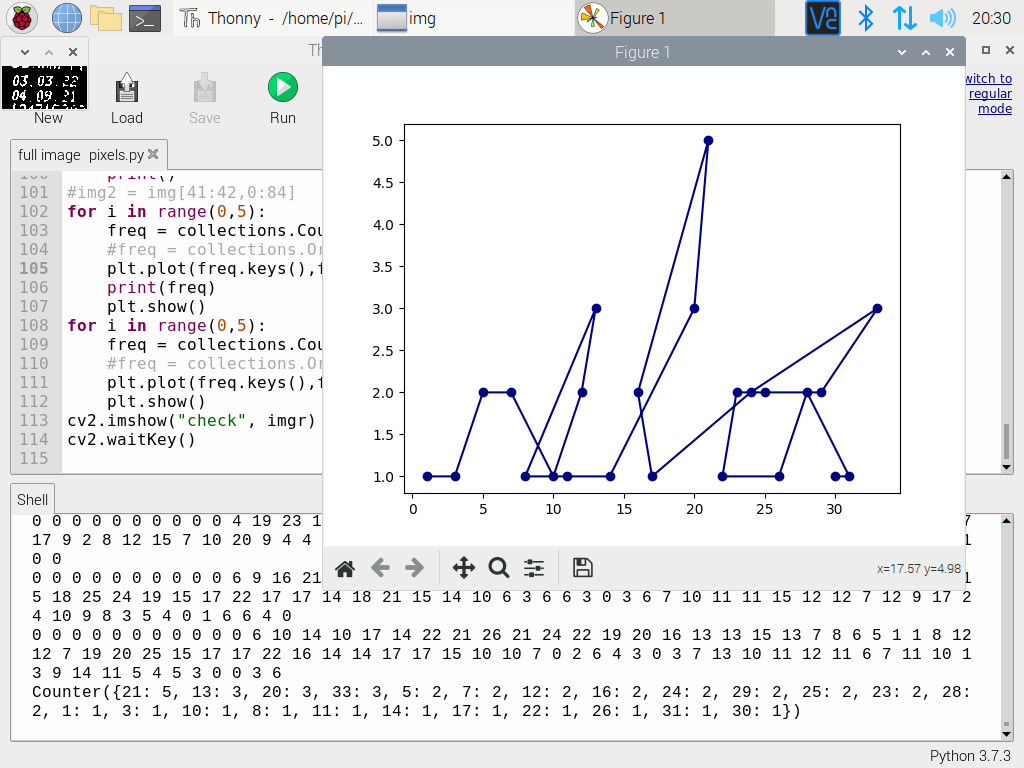 Thonny - /home/pi/...
img
Figure 1
20:30
Th
Figure 1
03.03.22
04.09.21
New
Load
Save
Run
witch to
regular
mode
full image pixels.py
100 print()
101 #img2 = img[41:42,0:84]
102 for i in range(0,5):
103 freq = collections.Cou
104 #freq = collections.Or
105 plt.plot(freq.keys(),f
106 print(freq)
107 plt.show()
108 for i in range(0,5):
109 freq = collections.Cou
110 #freq = collections.Or
111 plt.plot(freq.keys(),f
112 plt.show()
113 cv2.imshow("check", imgr)
114 cv2.waitKey()
115
5.0
4.5
4.0
3.5
3.0
2.5
2.0
1.5
1.0
0 5 10 15 20 25 30
x=17.57 y=4.98
Shell
0 0 0 0 0 0 0 0 0 0 4 19 23 1 7
17 9 2 8 12 15 7 10 20 9 4 4 1
0 0
0 0 0 0 0 0 0 0 0 0 6 9 16 21 1
5 18 25 24 19 15 17 22 17 17 14 18 21 15 14 10 6 3 6 6 3 0 3 6 7 10 11 11 15 12 12 7 12 9 17 2
4 10 9 8 3 5 4 0 1 6 6 4 0
0 0 0 0 0 0 0 0 0 0 0 6 10 14 10 17 14 22 21 26 21 24 22 19 20 16 13 13 15 13 7 8 6 5 1 1 8 12
12 7 19 20 25 15 17 17 22 16 14 14 17 17 15 10 10 7 0 2 6 4 3 0 3 7 13 10 11 12 11 6 7 11 10 1
3 9 14 11 5 4 5 3 0 0 3 6
Counter({21: 5, 13: 3, 20: 3, 33: 3, 5: 2, 7: 2, 12: 2, 16: 2, 24: 2, 29: 2, 25: 2, 23: 2, 28:
2, 1: 1, 3: 1, 10: 1, 8: 1, 11: 1, 14: 1, 17: 1, 22: 1, 26: 1, 31: 1, 30: 1})
Python 3.7.3